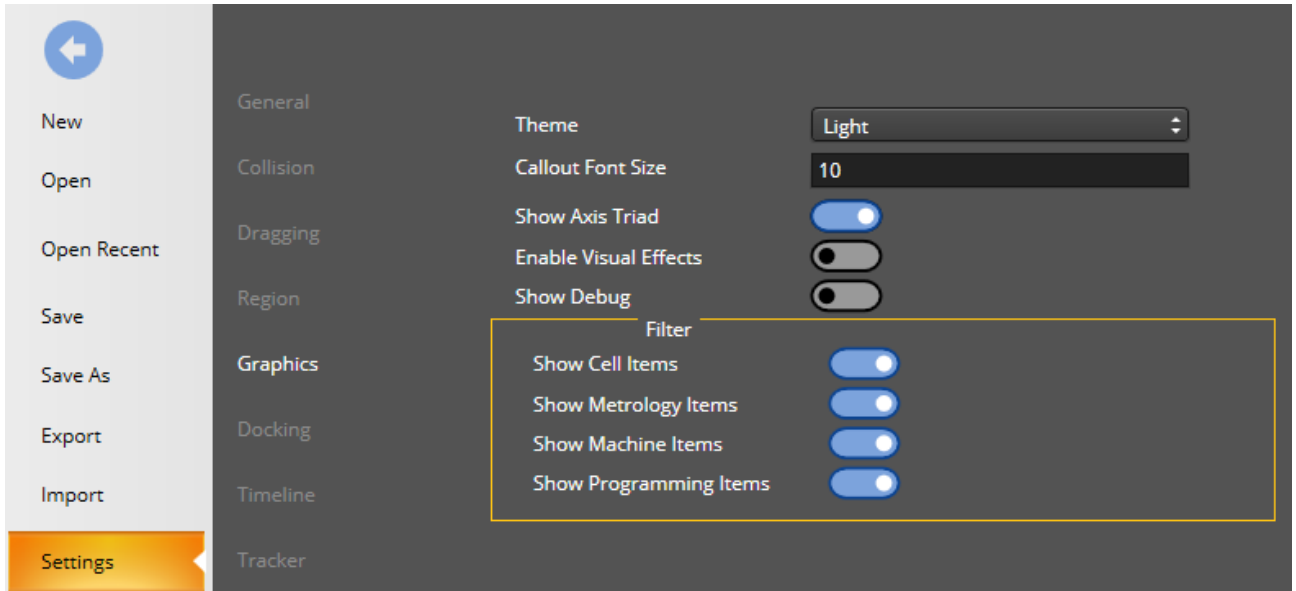 New
Open
Open Recent
Save
Save As
Export
Import
Settings
General
Collision
Dragging
Region
Graphics
Docking
Timeline
Tracker
Theme Light
Callout Font Size 10
Show Axis Triad
Enable Visual Effects
Show Debug
Filter
Show Cell Items
Show Metrology Items
Show Machine Items
Show Programming Items